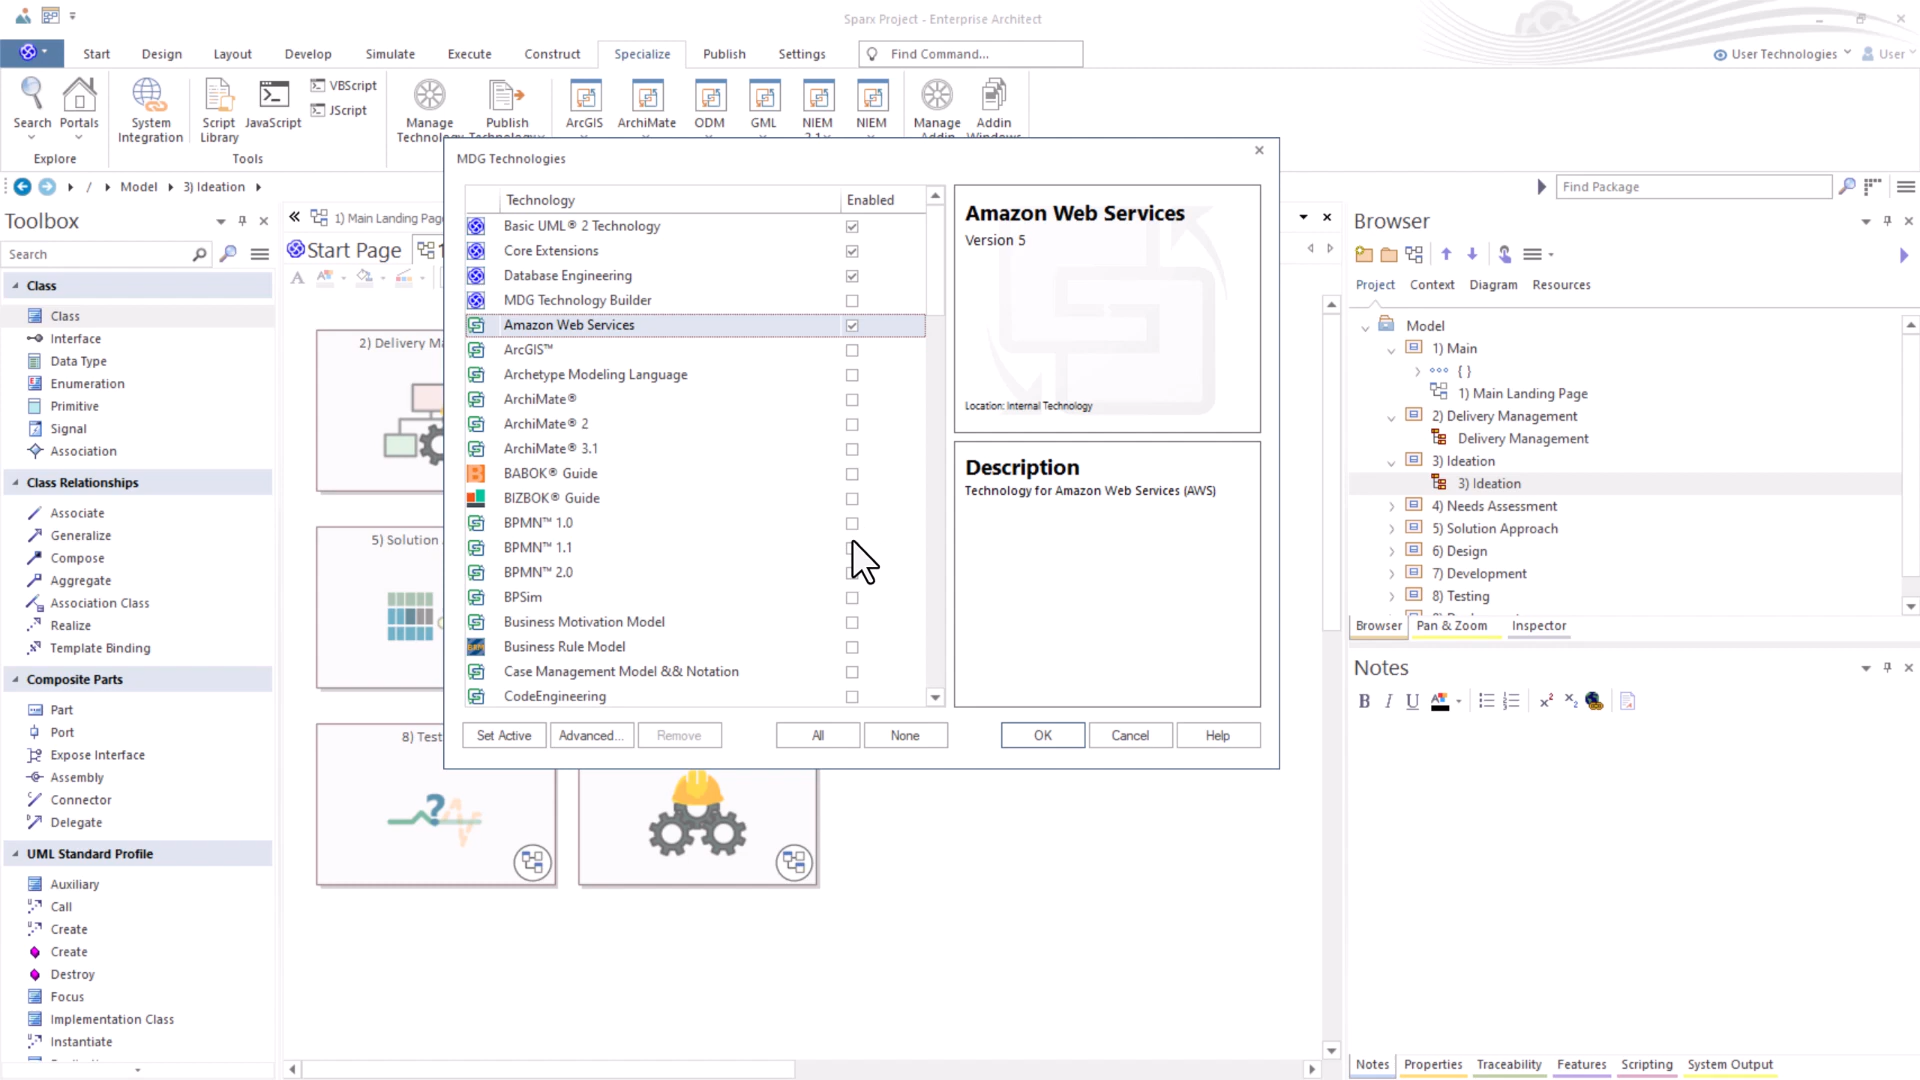 Sparx Project - Enterprise Architect
Start
Design
Layout
Develop
Simulate
Execute
Construct
Specialize
Publish
Settings
Find Command...
User Technologies
User
Search
Portals
System
Integration
Script
Library
JavaScript
VBScript
JScript
Manage
Technology
Publish
Technology
ArcGIS
ArchiMate
ODM
GML
NIEM
2.1
NIEM
Manage
Addin
Addin
Windows
Explore
Tools
/ Model 3) Ideation
Find Package
Toolbox
Search
Class
Class
Interface
Data Type
Enumeration
Primitive
Signal
Association
Class Relationships
Associate
Generalize
Compose
Aggregate
Association Class
Realize
Template Binding
Composite Parts
Part
Port
Expose Interface
Assembly
Connector
Delegate
UML Standard Profile
Auxiliary
Call
Create
Create
Destroy
Focus
Implementation Class
Instantiate
1) Main Landing Pag
Start Page
2) Delivery Ma
5) Solution
8) Test
MDG Technologies
Technology
Enabled
Basic UML® 2 Technology
Core Extensions
Database Engineering
MDG Technology Builder
Amazon Web Services
ArcGIS™
Archetype Modeling Language
ArchiMate®
ArchiMate® 2
ArchiMate® 3.1
BABOK® Guide
BIZBOK® Guide
BPMN™ 1.0
BPMN™ 1.1
BPMN™ 2.0
BPSim
Business Motivation Model
Business Rule Model
Case Management Model && Notation
CodeEngineering
Amazon Web Services
Version 5
Location: Internal Technology
Description
Technology for Amazon Web Services (AWS)
Set Active
Advanced...
Remove
All
None
OK
Cancel
Help
Browser
Project
Context
Diagram
Resources
Model
1) Main
{ }
1) Main Landing Page
2) Delivery Management
Delivery Management
3) Ideation
3) Ideation
4) Needs Assessment
5) Solution Approach
6) Design
7) Development
8) Testing
Browser
Pan & Zoom
Inspector
Notes
B I U A
Notes
Properties
Traceability
Features
Scripting
System Output